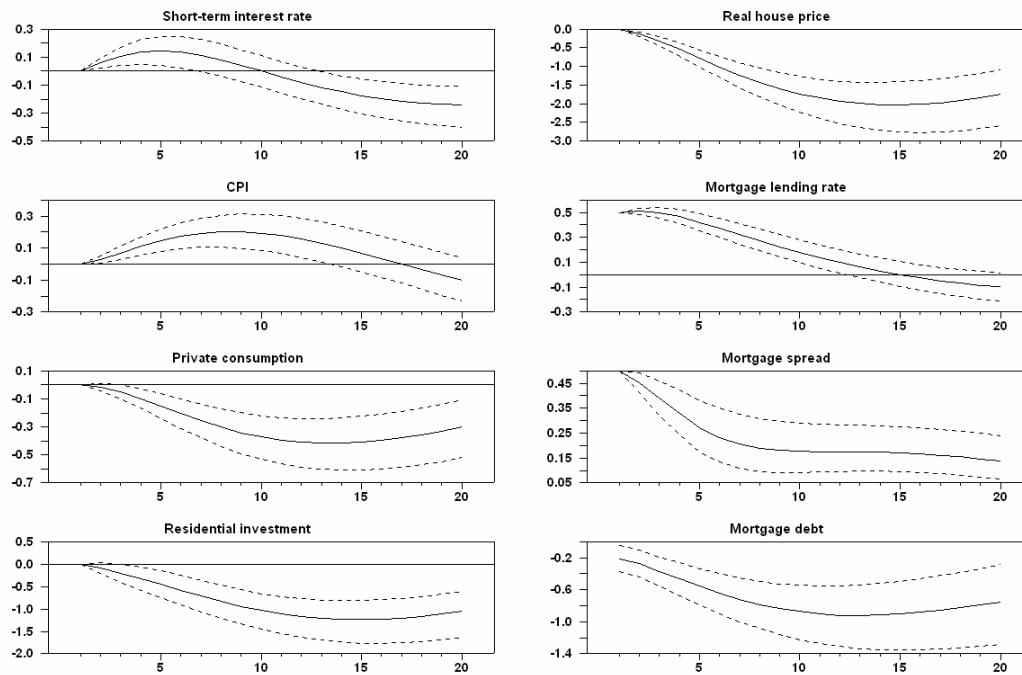 Short-term interest rate
0.3
0.1
-0.1
-0.3
-0.5
5 10 15 20
Real house price
0.0
-0.5
-1.0
-1.5
-2.0
-2.5
-3.0
5 10 15 20
CPI
0.3
0.1
-0.1
-0.3
5 10 15 20
Mortgage lending rate
0.5
0.3
0.1
-0.1
-0.3
5 10 15 20
Private consumption
0.1
-0.1
-0.3
-0.5
-0.7
5 10 15 20
Mortgage spread
0.45
0.35
0.25
0.15
0.05
5 10 15 20
Residential investment
0.5
0.0
-0.5
-1.0
-1.5
-2.0
5 10 15 20
Mortgage debt
-0.2
-0.6
-1.0
-1.4
5 10 15 20